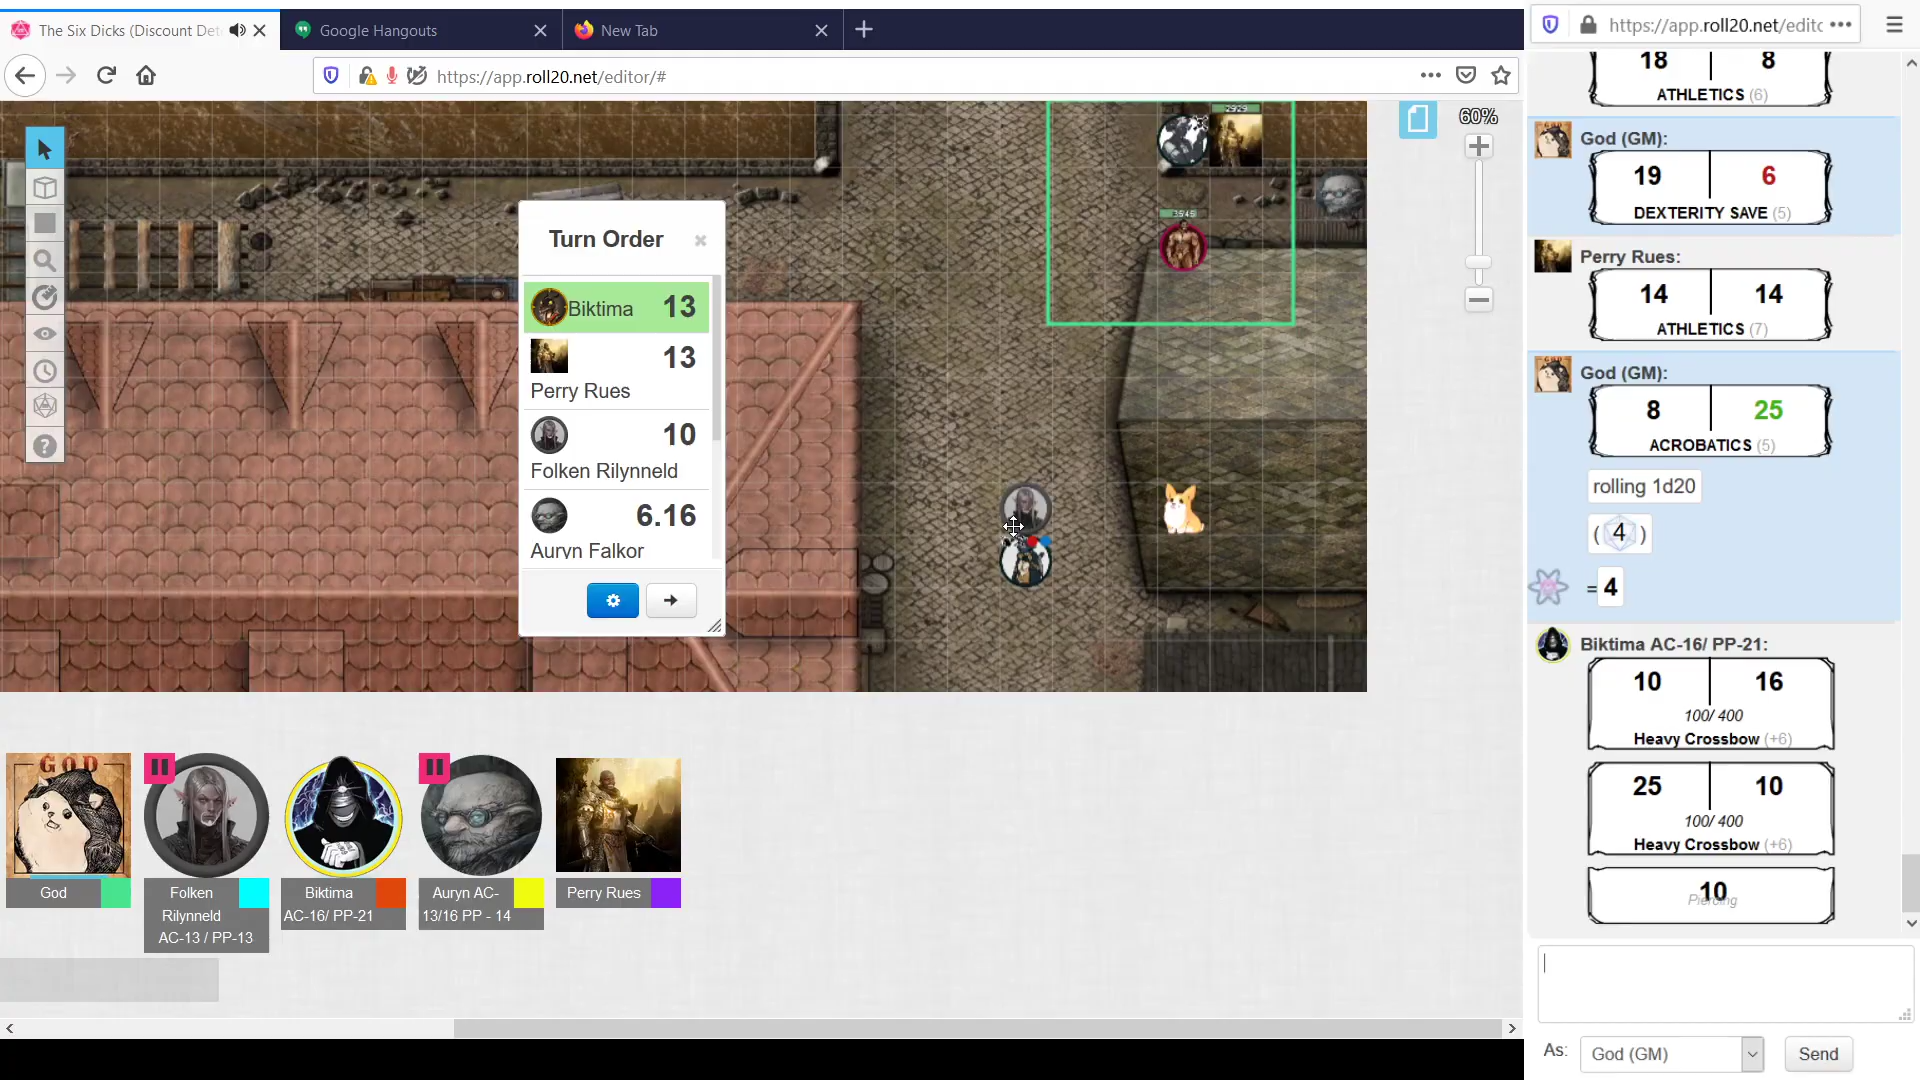 The Six Dicks (Discount Det
Google Hangouts
New Tab
https://app.roll20.net/editor/#
https://app.roll20.net/edito
60%
29/29
35/45
Turn Order
Biktima 13
13
Perry Rues
10
Folken Rilynneld
6.16
Auryn Falkor
GOD
God
Folken
Rilynneld
AC-13 / PP-13
Biktima
AC-16/ PP-21
Auryn AC-
13/16 PP - 14
Perry Rues
18 8
ATHLETICS (6)
God (GM):
19 6
DEXTERITY SAVE (5)
Perry Rues:
14 14
ATHLETICS (7)
God (GM):
8 25
ACROBATICS (5)
rolling 1d20
( 4 )
= 4
Biktima AC-16/ PP-21:
10 16
100/ 400
Heavy Crossbow (+6)
25 10
100/ 400
Heavy Crossbow (+6)
10
Piercing
As: God (GM) Send